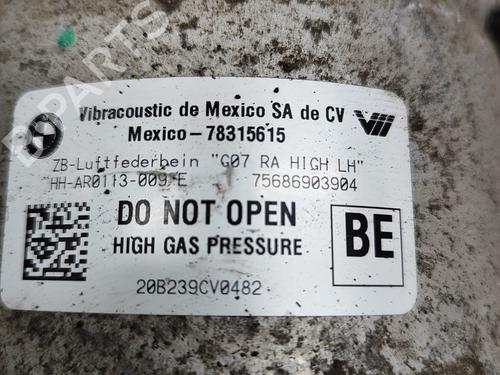 Vibracoustic de Mexico SA de CV
Mexico-78315615
ZB-Luftfederbein "G07 RA HIGH LH"
HH-AR0113-009 E 75686903904
DO NOT OPEN
HIGH GAS PRESSURE
BE
20B239CV0482